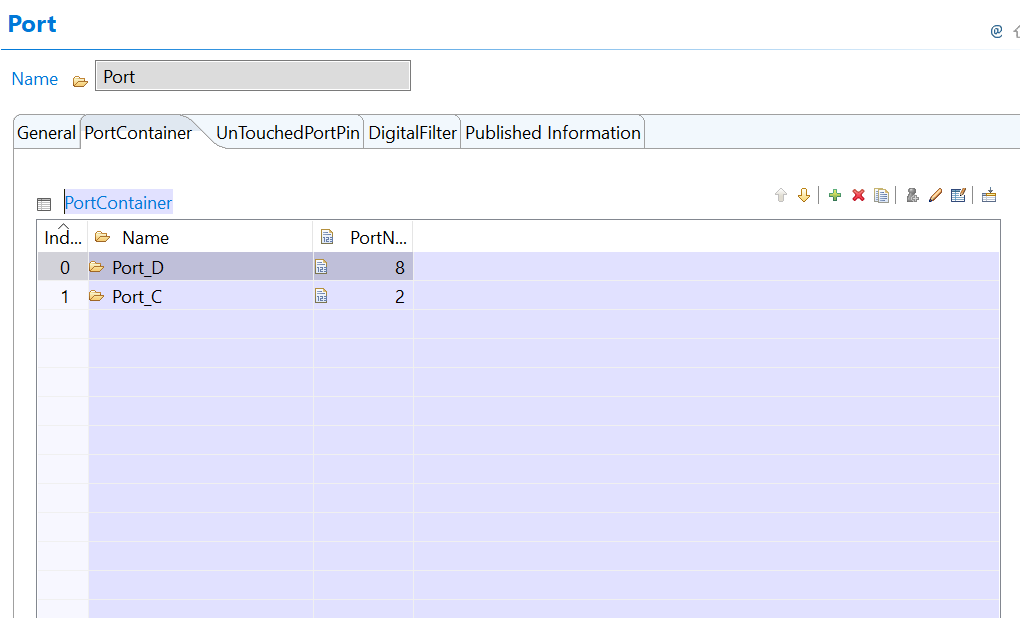 Port
@
Name Port
General PortContainer UnTouchedPortPin DigitalFilter Published Information
PortContainer
Ind... Name PortN...
0 Port_D 8
1 Port_C 2